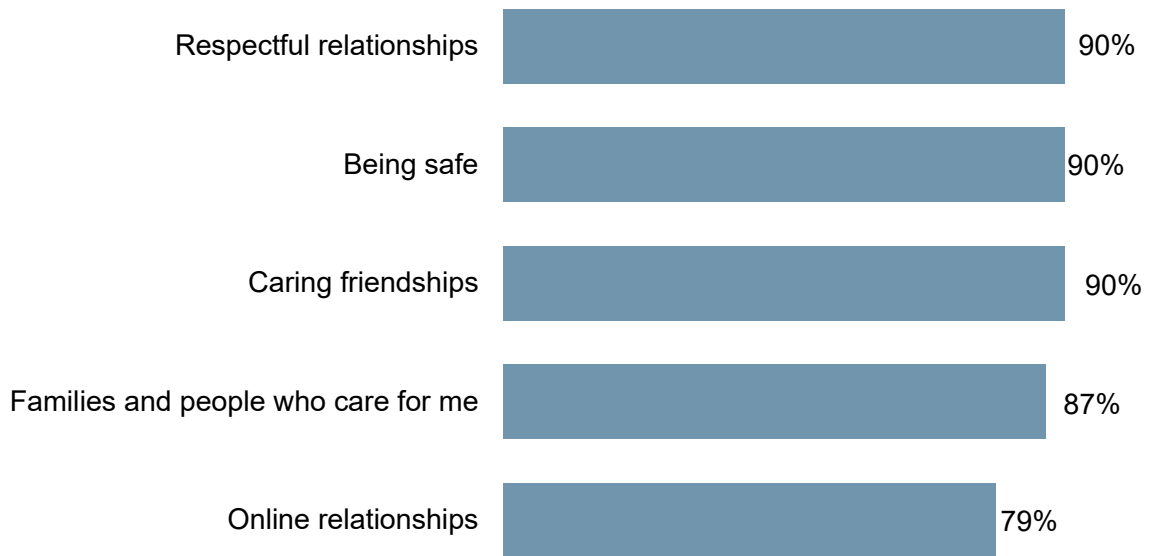 Respectful relationships 90%
Being safe 90%
Caring friendships 90%
Families and people who care for me 87%
Online relationships 79%